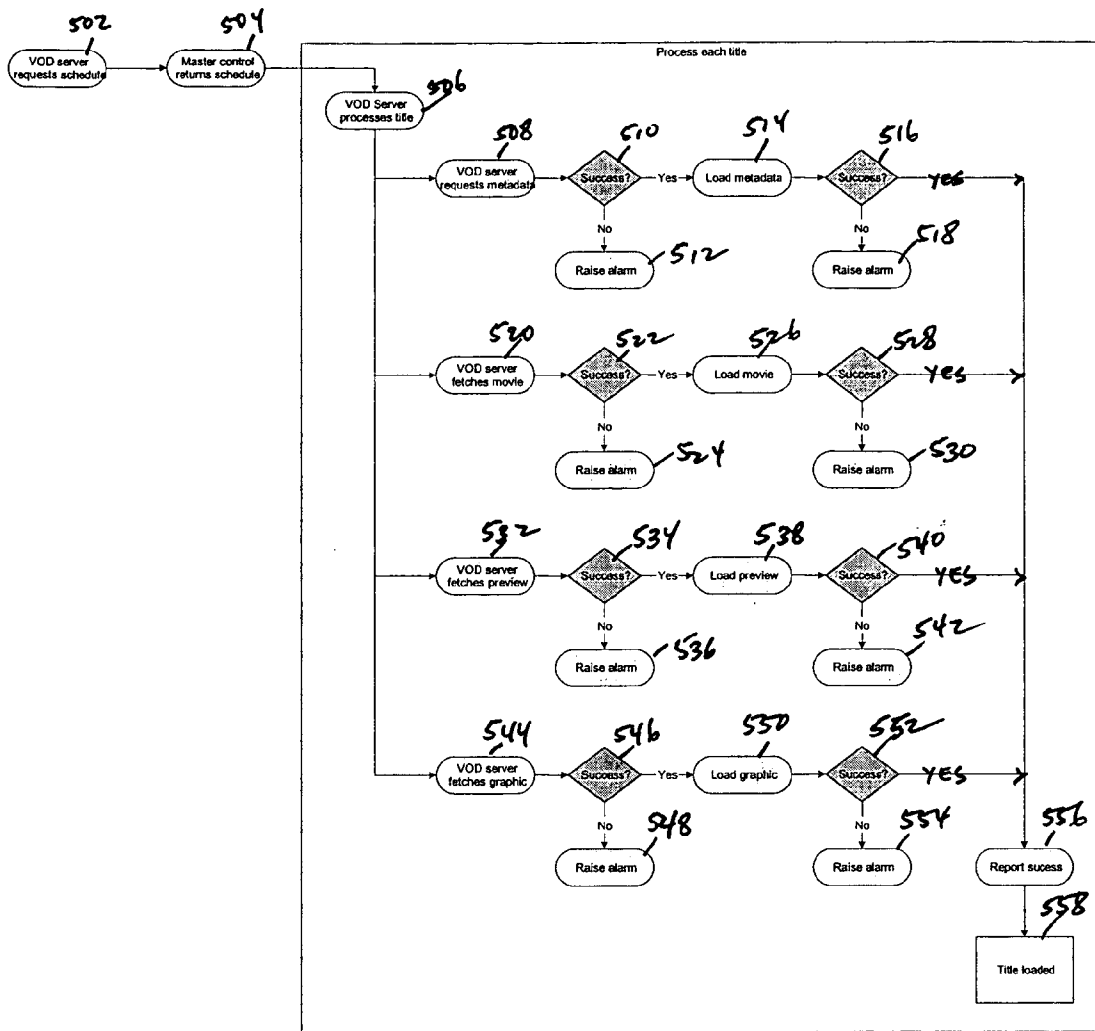 502
504
VOD server
requests schedule
Master control
returns schedule
Process each title
506
VOD Server
processes title
508
510
514
516
VOD server
requests metadata
Success?
Yes
Load metadata
Success?
YES
No
No
512
518
Raise alarm
Raise alarm
520
522
526
528
VOD server
fetches movie
Success?
Yes
Load movie
Success?
YES
No
No
524
530
Raise alarm
Raise alarm
532
534
538
540
VOD server
fetches preview
Success?
Yes
Load preview
Success?
YES
No
No
536
542
Raise alarm
Raise alarm
544
546
550
552
VOD server
fetches graphic
Success?
Yes
Load graphic
Success?
YES
No
No
548
554
556
Raise alarm
Raise alarm
Report sucess
558
Title loaded